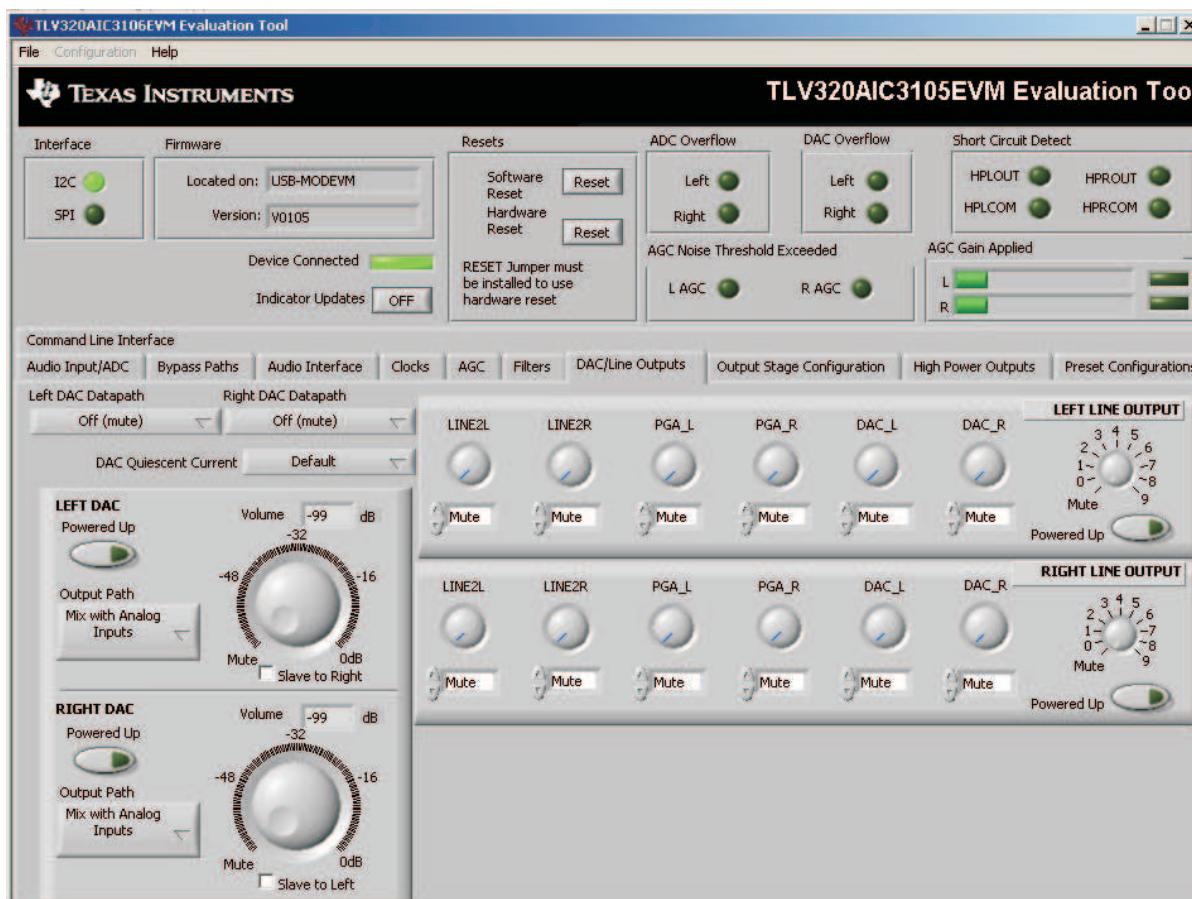 TLV320AIC3106EVM Evaluation Tool
File Configuration Help
TEXAS INSTRUMENTS
TLV320AIC3105EVM Evaluation Too
Interface
I2C
SPI
Firmware
Located on: USB-MODEVM
Version: V0105
Device Connected
Indicator Updates OFF
Resets
Software Reset Reset
Hardware Reset Reset
RESET Jumper must
be installed to use
hardware reset
ADC Overflow
Left
Right
DAC Overflow
Left
Right
Short Circuit Detect
HPLOUT HPROUT
HPLCOM HPRCOM
AGC Noise Threshold Exceeded
L AGC R AGC
AGC Gain Applied
L
R
Command Line Interface
Audio Input/ADC Bypass Paths Audio Interface Clocks AGC Filters DAC/Line Outputs Output Stage Configuration High Power Outputs Preset Configurations
Left DAC Datapath Right DAC Datapath
Off (mute) Off (mute)
DAC Quiescent Current Default
LEFT DAC
Powered Up
Output Path
Mix with Analog
Inputs
Volume -99 dB
-32
-48 -16
Mute 0dB
Slave to Right
RIGHT DAC
Powered Up
Output Path
Mix with Analog
Inputs
Volume -99 dB
-32
-48 -16
Mute 0dB
Slave to Left
LEFT LINE OUTPUT
LINE2L LINE2R PGA_L PGA_R DAC_L DAC_R
Mute Mute Mute Mute Mute Mute
3 4 5
2 6
1 7
0 8
Mute 9
Powered Up
RIGHT LINE OUTPUT
LINE2L LINE2R PGA_L PGA_R DAC_L DAC_R
Mute Mute Mute Mute Mute Mute
3 4 5
2 6
1 7
0 8
Mute 9
Powered Up